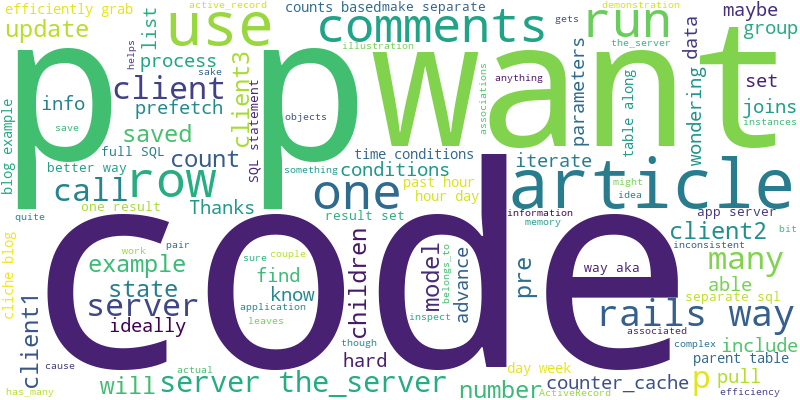 efficiently grab
active_record
counts basedmake separate
gets
demonstration
maybe
update
list
use
comments
run
the_server
group
illustration
helps
process
client
sake
client3
SQL statement
parameters
joins
p
pwant
info
prefetch
anything
associations
table along
wondering
data
set
blog example
save
saved
objects
instances
full SQL
count
time conditions
iterate
better way
call
row
something
conditions
one
past hour
hour day
might
idea
article
one result
Thanks
result set
quite
information
memory
app server
code
work
pair
sure
couple
children
model
belongs_to
advance
pre
client2
inconsistent
bit
cliche blog
example
state
find
know
way aka
many
able
separate sql
server
application
inspect
associated
rails way
client1
ideally
leaves
hard
though
complex
include
parent table
cause
actual
day week
p
pull
has_many
will
server the_server
number
ActiveRecord
counter_cache
efficiency